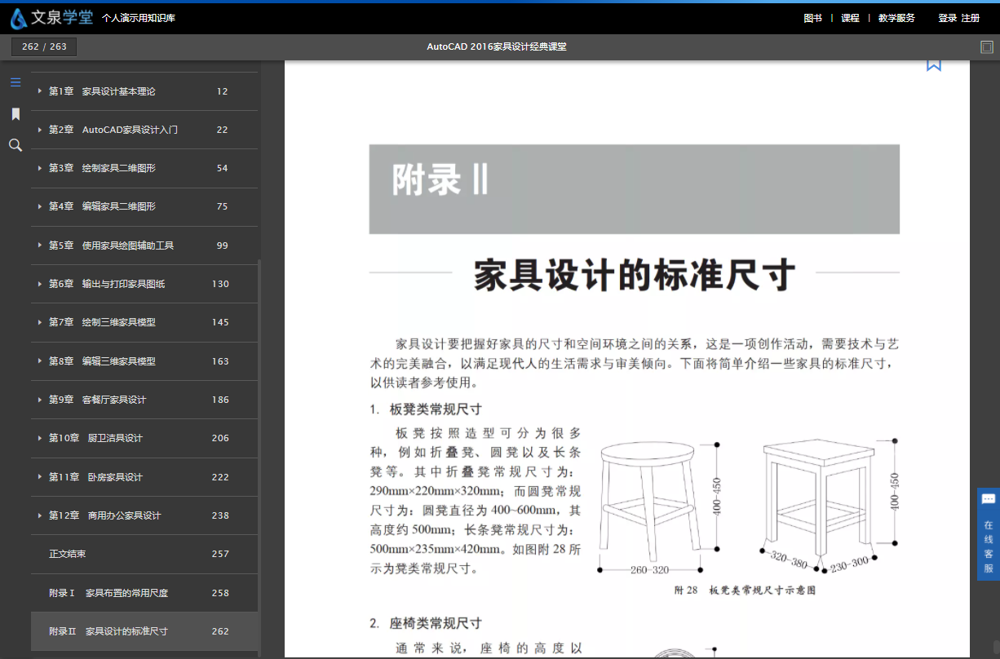 文泉学堂 个人演示用知识库 图书 | 课程 | 教学服务 登录 注册
262 / 263 AutoCAD 2016家具设计经典课堂
第1章 家具设计基本理论 12
第2章 AutoCAD家具设计入门 22
第3章 绘制家具二维图形 54
第4章 编辑家具二维图形 75
第5章 使用家具绘图辅助工具 99
第6章 输出与打印家具图纸 130
第7章 绘制三维家具模型 145
第8章 编辑三维家具模型 163
第9章 客餐厅家具设计 186
第10章 厨卫洁具设计 206
第11章 卧房家具设计 222
第12章 商用办公家具设计 238
正文结束 257
附录Ⅰ 家具布置的常用尺度 258
附录Ⅱ 家具设计的标准尺寸 262
附录Ⅱ
家具设计的标准尺寸
家具设计要把握好家具的尺寸和空间环境之间的关系，这是一项创作活动，需要技术与艺
术的完美融合，以满足现代人的生活需求与审美倾向。下面将简单介绍一些家具的标准尺寸，
以供读者参考使用。
1. 板凳类常规尺寸
板凳按照造型可分为很多
种，例如折叠凳、圆凳以及长条
凳等。其中折叠凳常规尺寸为：
290mm×220mm×320mm；而圆凳常规
尺寸为：圆凳直径为 400~600mm，其
高度约 500mm；长条凳常规尺寸为：
500mm×235mm×420mm。如图附 28 所
示为凳类常规尺寸。
400-450
260-320
400-450
320-380
230-300
附 28 板凳类常规尺寸示意图
2. 座椅类常规尺寸
通常来说，座椅的高度以
在
线
客
服